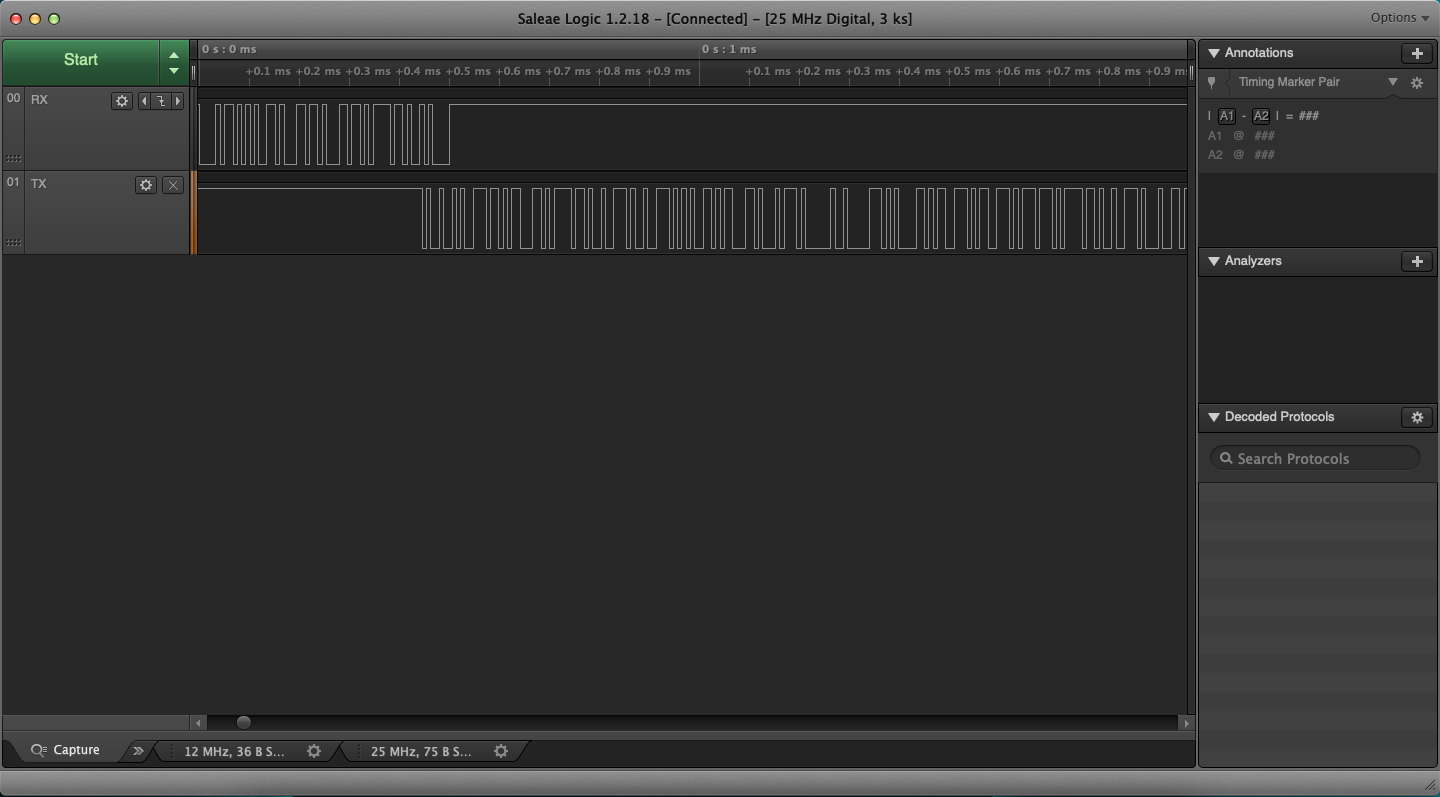 Saleae Logic 1.2.18 – [Connected] – [25 MHz Digital, 3 ks]
Options
Start
0 s : 0 ms 0 s : 1 ms
+0.1 ms +0.2 ms +0.3 ms +0.4 ms +0.5 ms +0.6 ms +0.7 ms +0.8 ms +0.9 ms +0.1 ms +0.2 ms +0.3 ms +0.4 ms +0.5 ms +0.6 ms +0.7 ms +0.8 ms +0.9 m
00 RX
01 TX
Annotations
Timing Marker Pair
| A1 - A2 | = ###
A1 @ ###
A2 @ ###
Analyzers
Decoded Protocols
Search Protocols
Capture
12 MHz, 36 B S...
25 MHz, 75 B S...